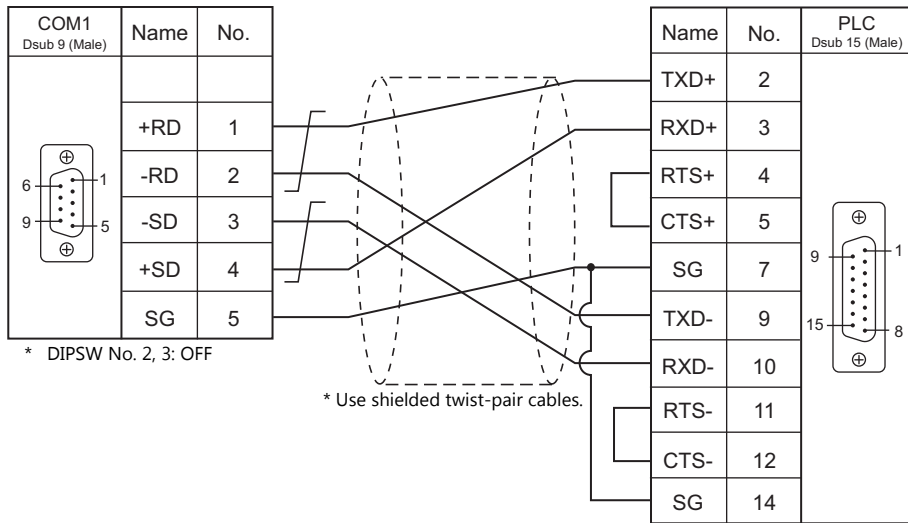 COM1
Dsub 9 (Male)
Name
No.
+RD
1
-RD
2
-SD
3
+SD
4
SG
5
6
1
9
5
* DIPSW No. 2, 3: OFF
* Use shielded twist-pair cables.
Name
No.
PLC
Dsub 15 (Male)
TXD+
2
RXD+
3
RTS+
4
CTS+
5
SG
7
TXD-
9
RXD-
10
RTS-
11
CTS-
12
SG
14
9
1
15
8